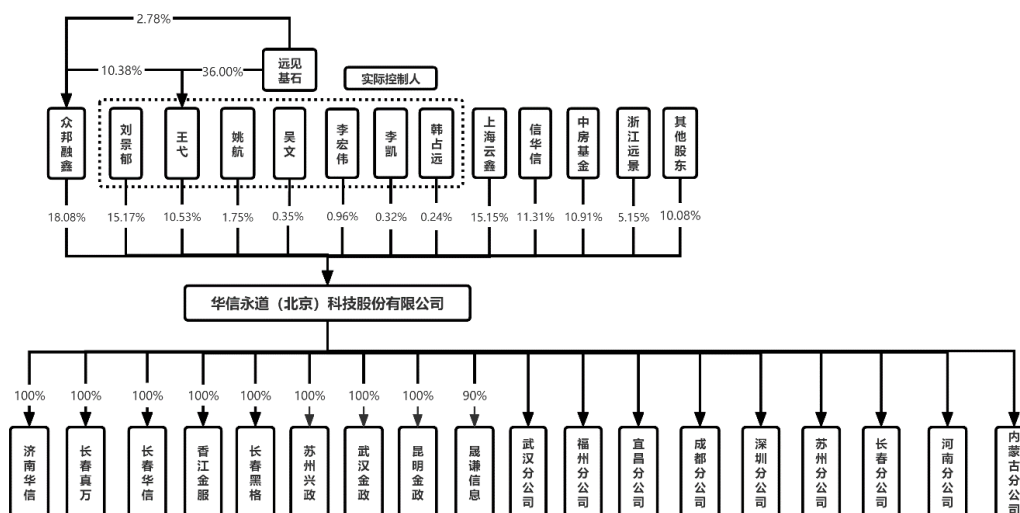 2.78%
远见
基石
10.38%
36.00%
实际控制人
众邦融鑫
刘景郁
王弋
姚航
吴文
李宏伟
李凯
韩占远
上海云鑫
信华信
中房基金
浙江远景
其他股东
18.08%
15.17%
10.53%
1.75%
0.35%
0.96%
0.32%
0.24%
15.15%
11.31%
10.91%
5.15%
10.08%
华信永道（北京）科技股份有限公司
100%
100%
100%
100%
100%
100%
100%
100%
90%
济南华信
长春真万
长春华信
香江金服
长春黑格
苏州兴政
武汉金政
昆明金政
晟谦信息
武汉分公司
福州分公司
宜昌分公司
成都分公司
深圳分公司
苏州分公司
长春分公司
河南分公司
内蒙古分公司